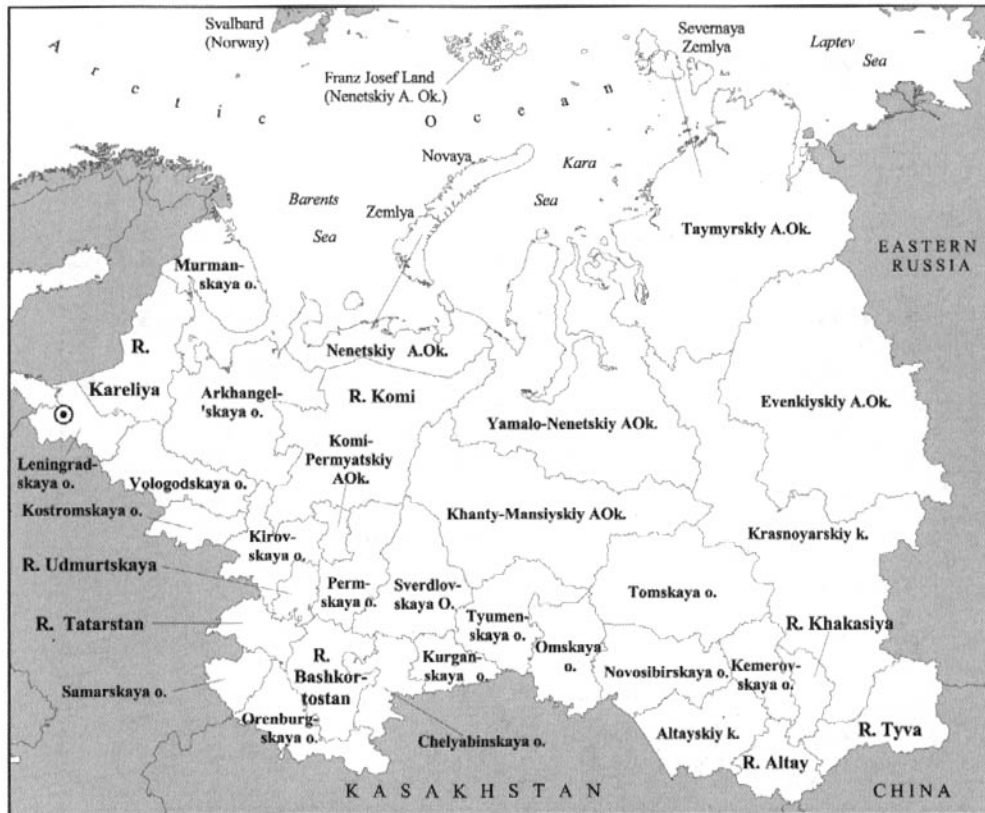 Svalbard
(Norway)
Severnaya
Zemlya
Laptev
Sea
Franz Josef Land
(Nenetskiy A. Ok.)
Arctic Ocean
Novaya
Zemlya
Kara
Sea
Barents
Sea
Taymyrskiy A.Ok.
EASTERN
RUSSIA
Murman-
skaya o.
Nenetskiy A.Ok.
R.
Kareliya
Arkhangel-
'skaya o.
R. Komi
Yamalo-Nenetskiy AOk.
Evenkiyskiy A.Ok.
Komi-
Permyatskiy
AOk.
Leningrad-
skaya o.
Vologodskaya o.
Kostromskaya o.
Khanty-Mansiyskiy AOk.
Krasnoyarskiy k.
Kirov-
skaya o.
R. Udmurtskaya
Perm-
skaya o.
Sverdlov-
skaya O.
Tomskaya o.
Tyumen-
skaya o.
R. Tatarstan
R. Khakasiya
Omskaya
o.
R.
Bashkor-
tostan
Kurgan-
skaya o.
Novosibirskaya o.
Kemerov-
skaya o.
Samarskaya o.
Orenburg-
skaya o.
Chelyabinskaya o.
Altayskiy k.
R. Tyva
R. Altay
KASAKHSTAN
CHINA